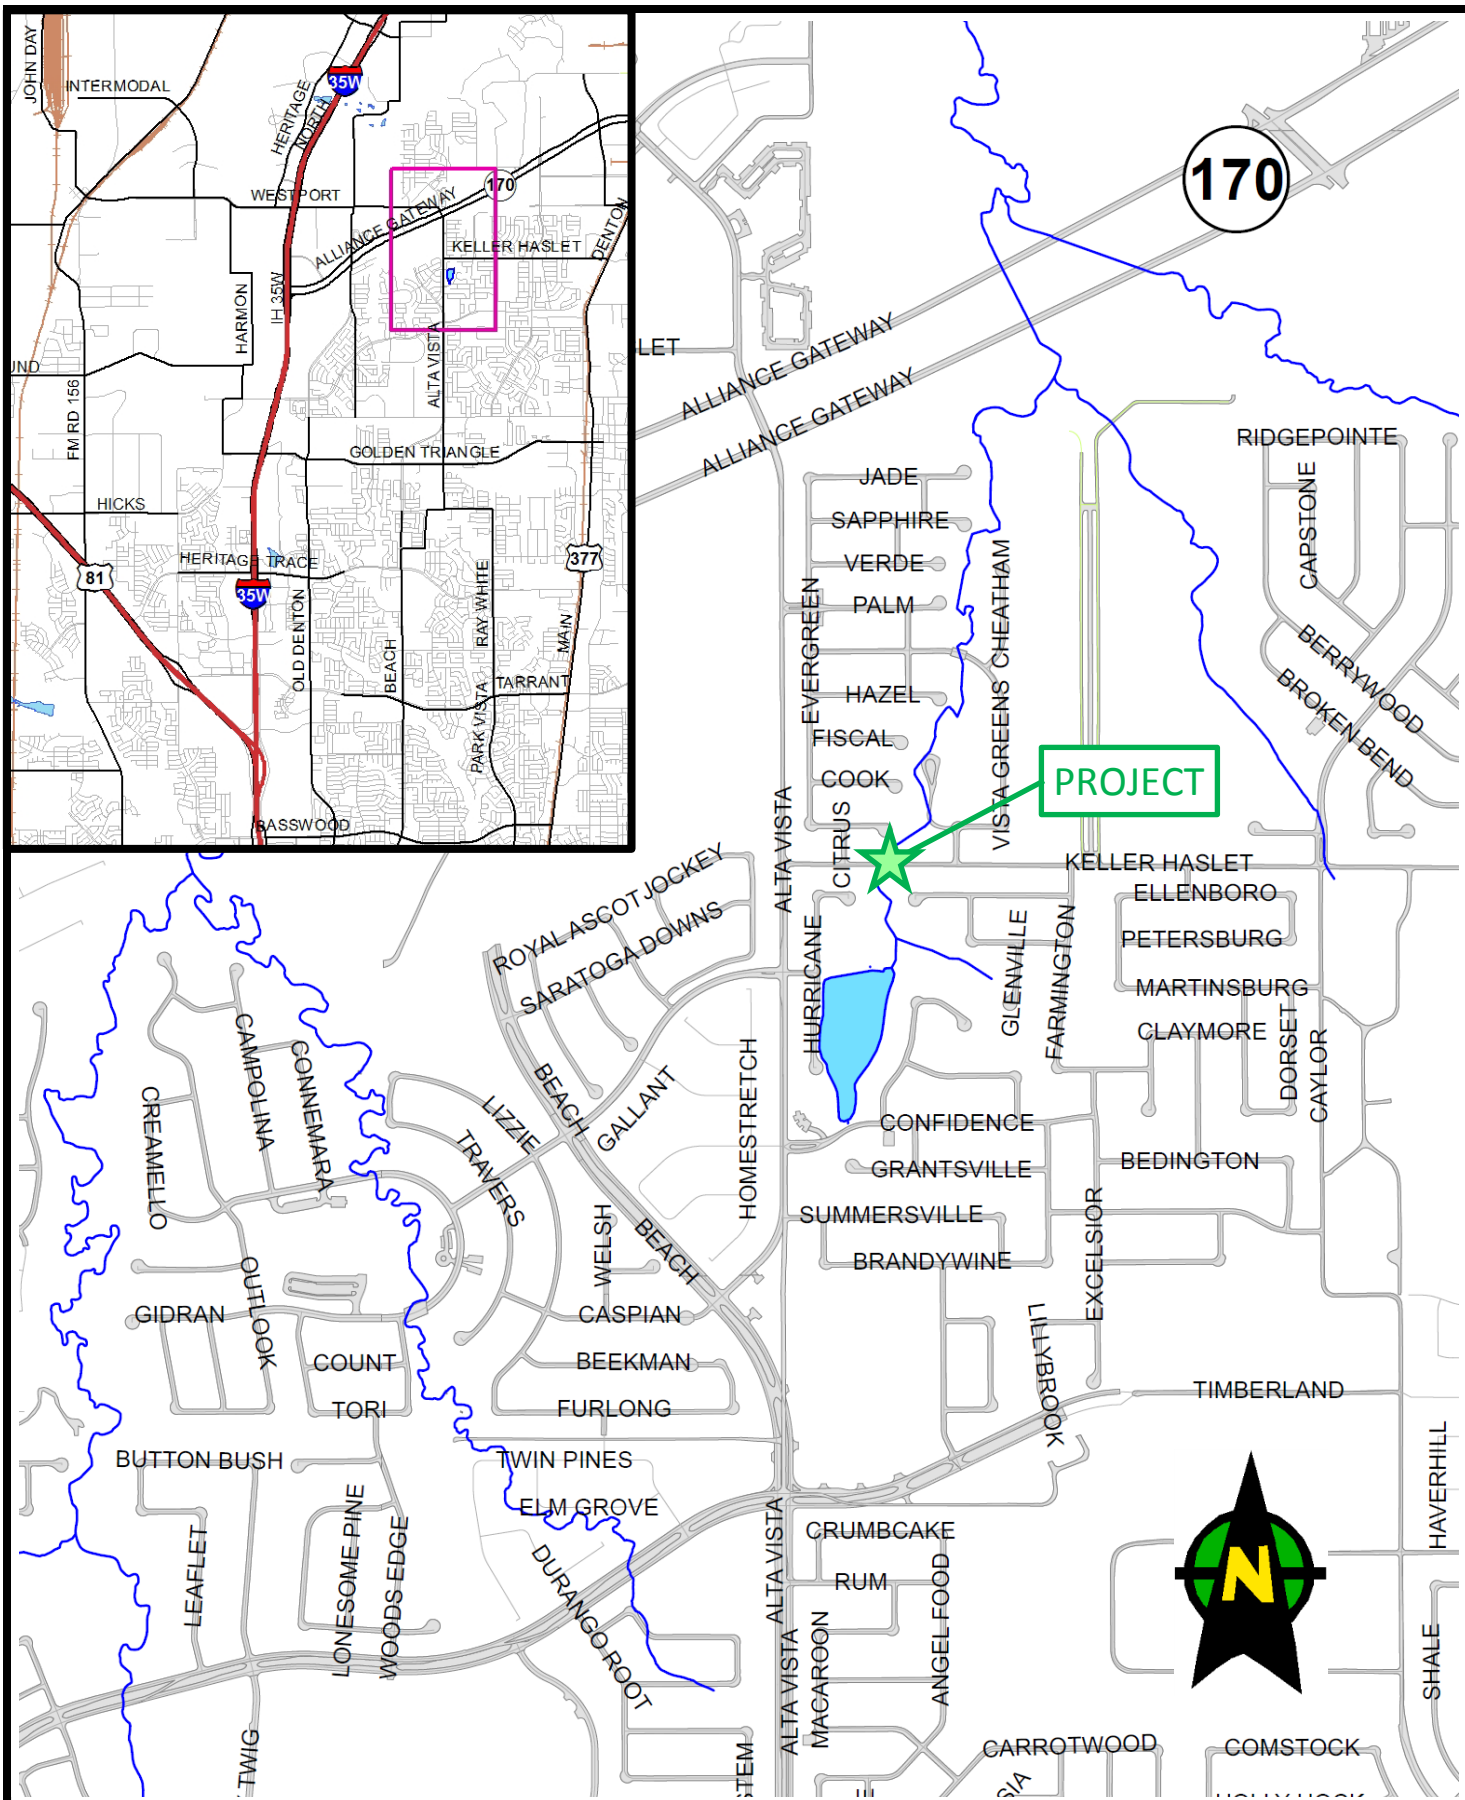 JOHN DAY
INTERMODAL
HERITAGE
NORTH
35W
WESTPORT
170
ALLIANCE GATEWAY
KELLER HASLET
DENTON
HARMON
IH 35W
ALTA VISTA
UND
FM RD 156
GOLDEN TRIANGLE
HICKS
HERITAGE TRACE
81
35W
377
OLD DENTON
BEACH
RAY WHITE
MAIN
TARRANT
PARK VISTA
BASSWOOD
170
LET
ALLIANCE GATEWAY
ALLIANCE GATEWAY
RIDGEPOINTE
CAPSTONE
JADE
SAPPHIRE
VERDE
PALM
EVERGREEN
CHEATHAM
HAZEL
VISTA GREENS
FISCAL
COOK
BERRYWOOD
BROKEN BEND
PROJECT
ALTA VISTA
CITRUS
KELLER HASLET
ELLENBORO
JOCKEY
ROYAL ASCOT
SARATOGA DOWNS
HURRICANE
GLENVILLE
FARMINGTON
PETERSBURG
MARTINSBURG
CLAYMORE
DORSET
CAYLOR
CAMPOLINA
CONNEMARA
CREAMELLO
LIZZIE
BEACH
GALLANT
HOMESTRETCH
TRAVERS
CONFIDENCE
GRANTSVILLE
BEDINGTON
SUMMERSVILLE
WELSH
BEACH
BRANDYWINE
EXCELSIOR
OUTLOOK
GIDRAN
CASPIAN
LILLYBROOK
COUNT
BEEKMAN
TIMBERLAND
TORI
FURLONG
BUTTON BUSH
TWIN PINES
HAVERHILL
ELM GROVE
LONESOME PINE
WOODS EDGE
LEAFLET
ALTA VISTA
CRUMBCAKE
RUM
ANGEL FOOD
DURANGO ROOT
ALTA VISTA
MACAROON
N
SHALE
TWIG
STEM
CARROTWOOD
COMSTOCK
SIA
HOLLY HOCK